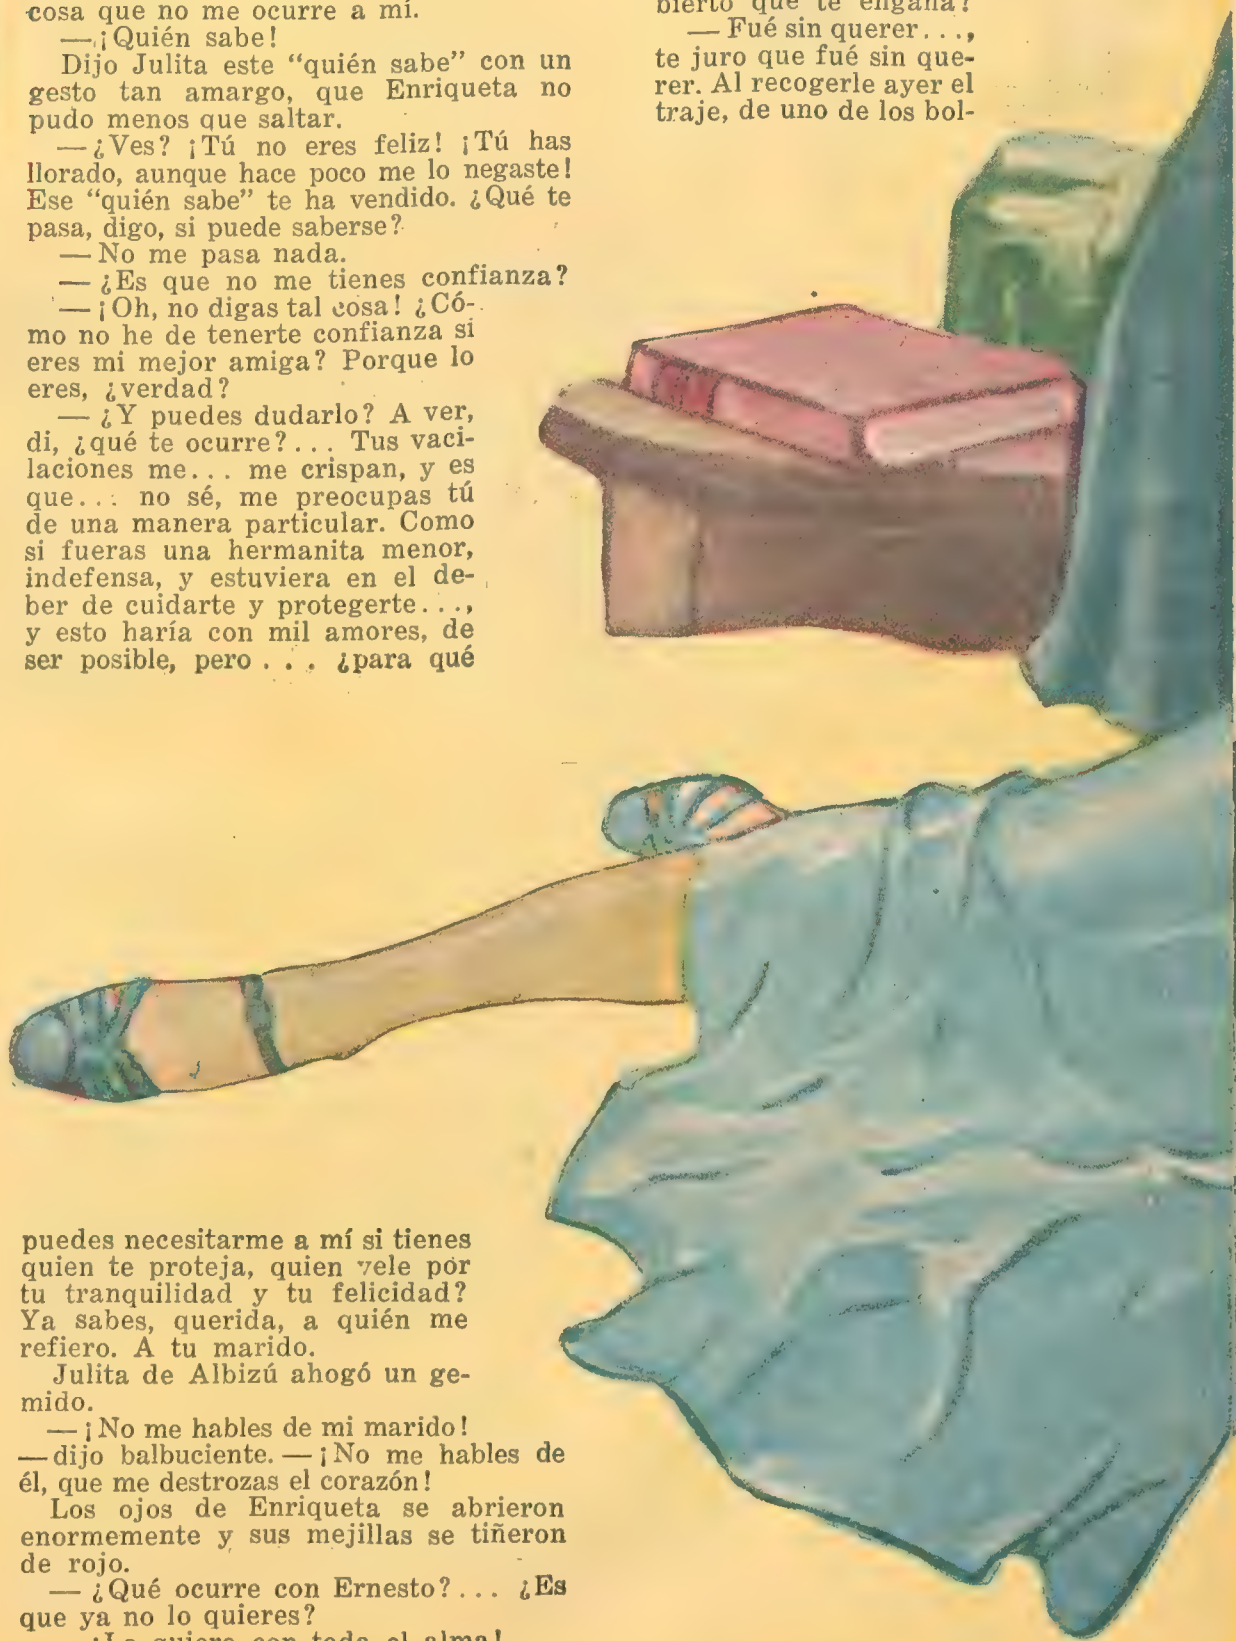 cosa que no me ocurre a mí.
—¡Quién sabe!
Dijo Julita este “quién sabe” con un
gesto tan amargo, que Enriqueta no
pudo menos que saltar.
—¿Ves? ¡Tú no eres feliz! ¡Tú has
llorado, aunque hace poco me lo negaste!
Ese “quién sabe” te ha vendido. ¿Qué te
pasa, digo, si puede saberse?
—No me pasa nada.
—¿Es que no me tienes confianza?
—¡Oh, no digas tal cosa! ¿Có-
mo no he de tenerte confianza si
eres mi mejor amiga? Porque lo
eres, ¿verdad?
—¿Y puedes dudarlo? A ver,
di, ¿qué te ocurre?... Tus vaci-
laciones me... me crispan, y es
que... no sé, me preocupas tú
de una manera particular. Como
si fueras una hermanita menor,
indefensa, y estuviera en el de-
ber de cuidarte y protegerte...,
y esto haría con mil amores, de
ser posible, pero... ¿para qué
puedes necesitarme a mí si tienes
quien te proteja, quien vele por
tu tranquilidad y tu felicidad?
Ya sabes, querida, a quién me
refiero. A tu marido.
Julita de Albizú ahogó un ge-
mido.
—¡No me hables de mi marido!
—dijo balbuciente.—¡No me hables de
él, que me destrozas el corazón!
Los ojos de Enriqueta se abrieron
enormemente y sus mejillas se tiñeron
de rojo.
—¿Qué ocurre con Ernesto?... ¿Es
que ya no lo quieres?
¡Lo quiero con toda el alma!
bierto que te engaña?
—Fué sin querer...,
te juro que fué sin que-
rer. Al recogerle ayer el
traje, de uno de los bol-